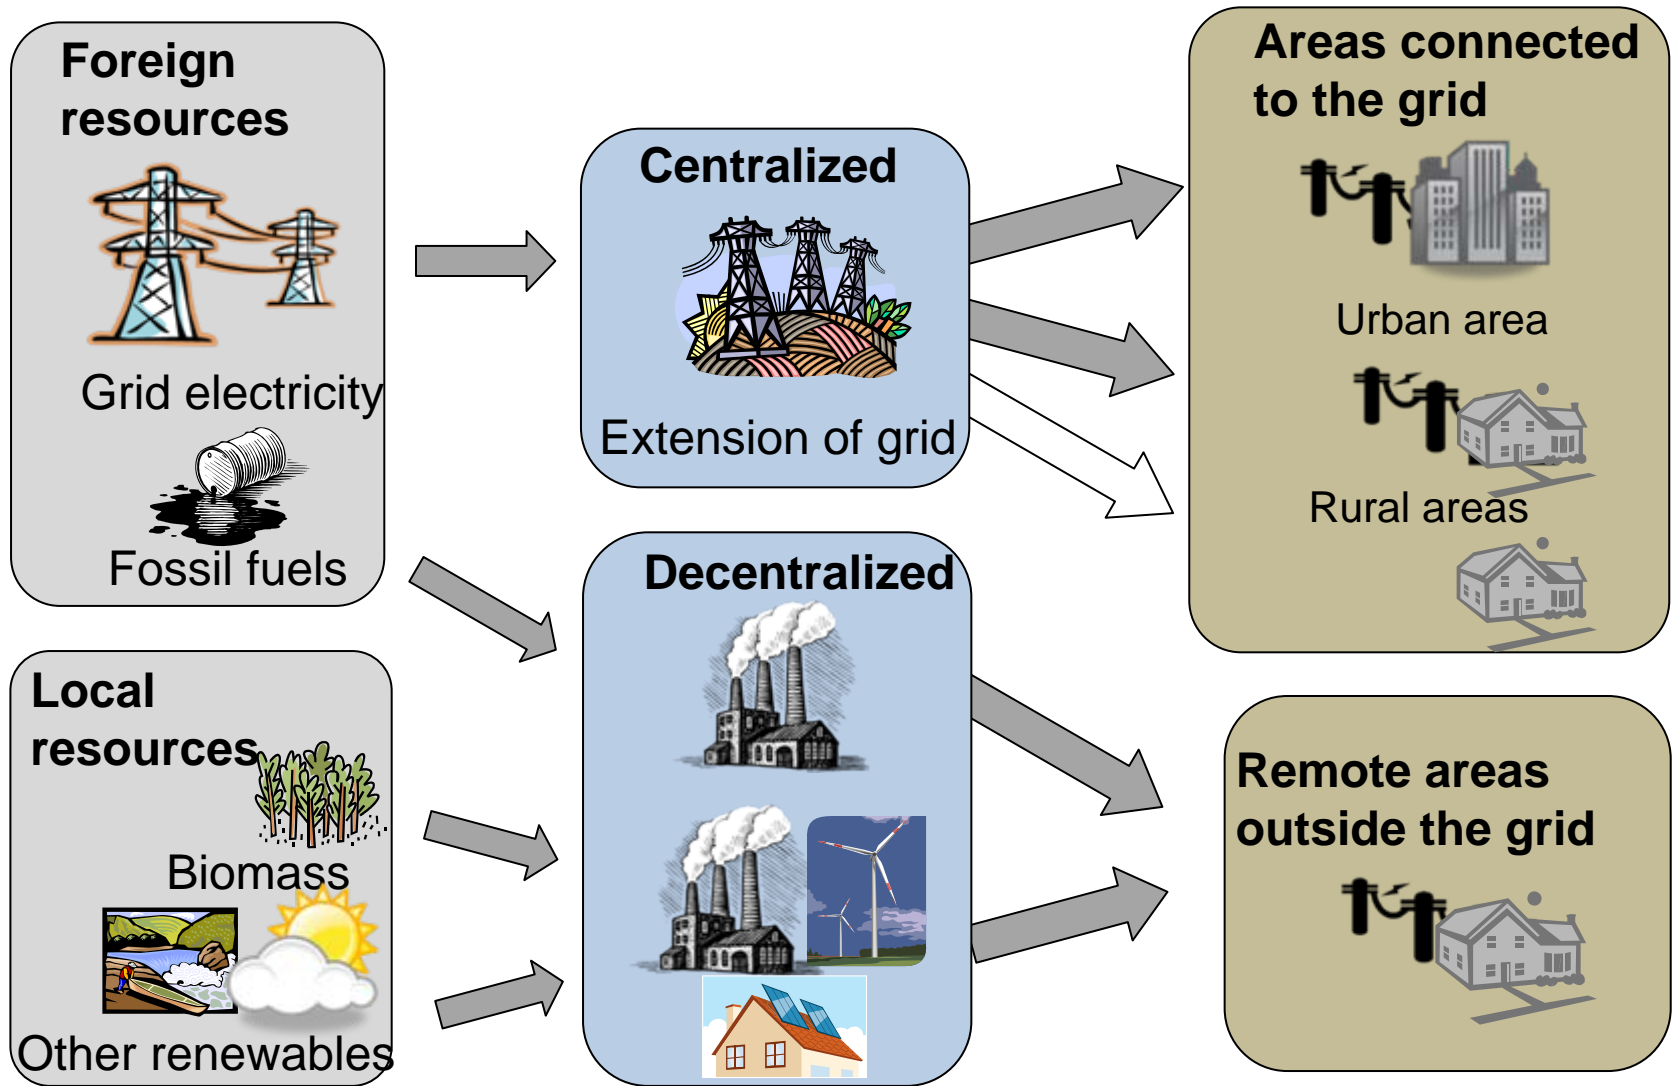 Foreign
resources
Grid electricity
Fossil fuels
Local
resources
Biomass
Other renewables
Centralized
Extension of grid
Decentralized
Areas connected
to the grid
Urban area
Rural areas
Remote areas
outside the grid